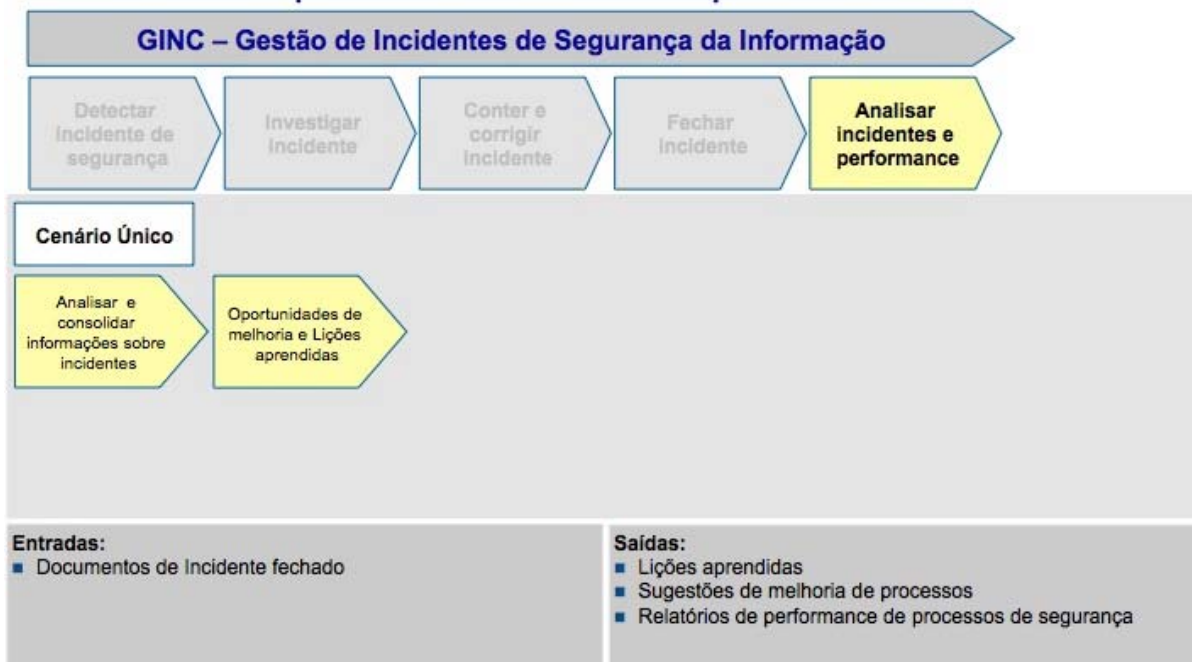 GINC – Gestão de Incidentes de Segurança da Informação
Detectar
Incidente de
segurança
Investigar
Incidente
Conter e
corrigir
Incidente
Fechar
incidente
Analisar
incidentes e
performance
Cenário Único
Analisar e
consolidar
informações sobre
incidentes
Oportunidades de
melhoria e Lições
aprendidas
Entradas:
▪ Documentos de Incidente fechado
Saídas:
▪ Lições aprendidas
▪ Sugestões de melhoria de processos
▪ Relatórios de performance de processos de segurança